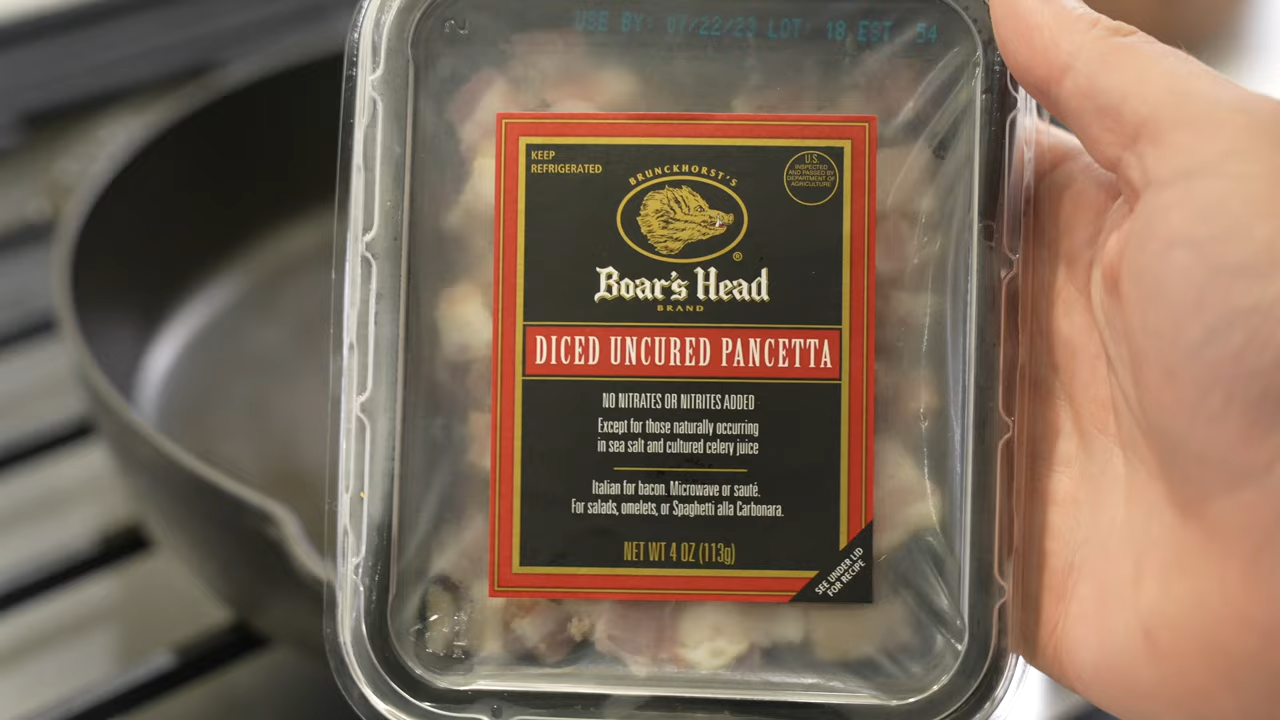 USE BY: 07/22/23 LOT: 18 EST 54
KEEP
REFRIGERATED
U.S.
INSPECTED
AND PASSED BY
DEPARTMENT OF
AGRICULTURE
BRUNCKHORST'S
®
Boar's Head
BRAND
DICED UNCURED PANCETTA
NO NITRATES OR NITRITES ADDED
Except for those naturally occurring
in sea salt and cultured celery juice
Italian for bacon. Microwave or sauté.
For salads, omelets, or Spaghetti alla Carbonara.
NET WT 4 OZ (113g)
SEE UNDER LID
FOR RECIPE